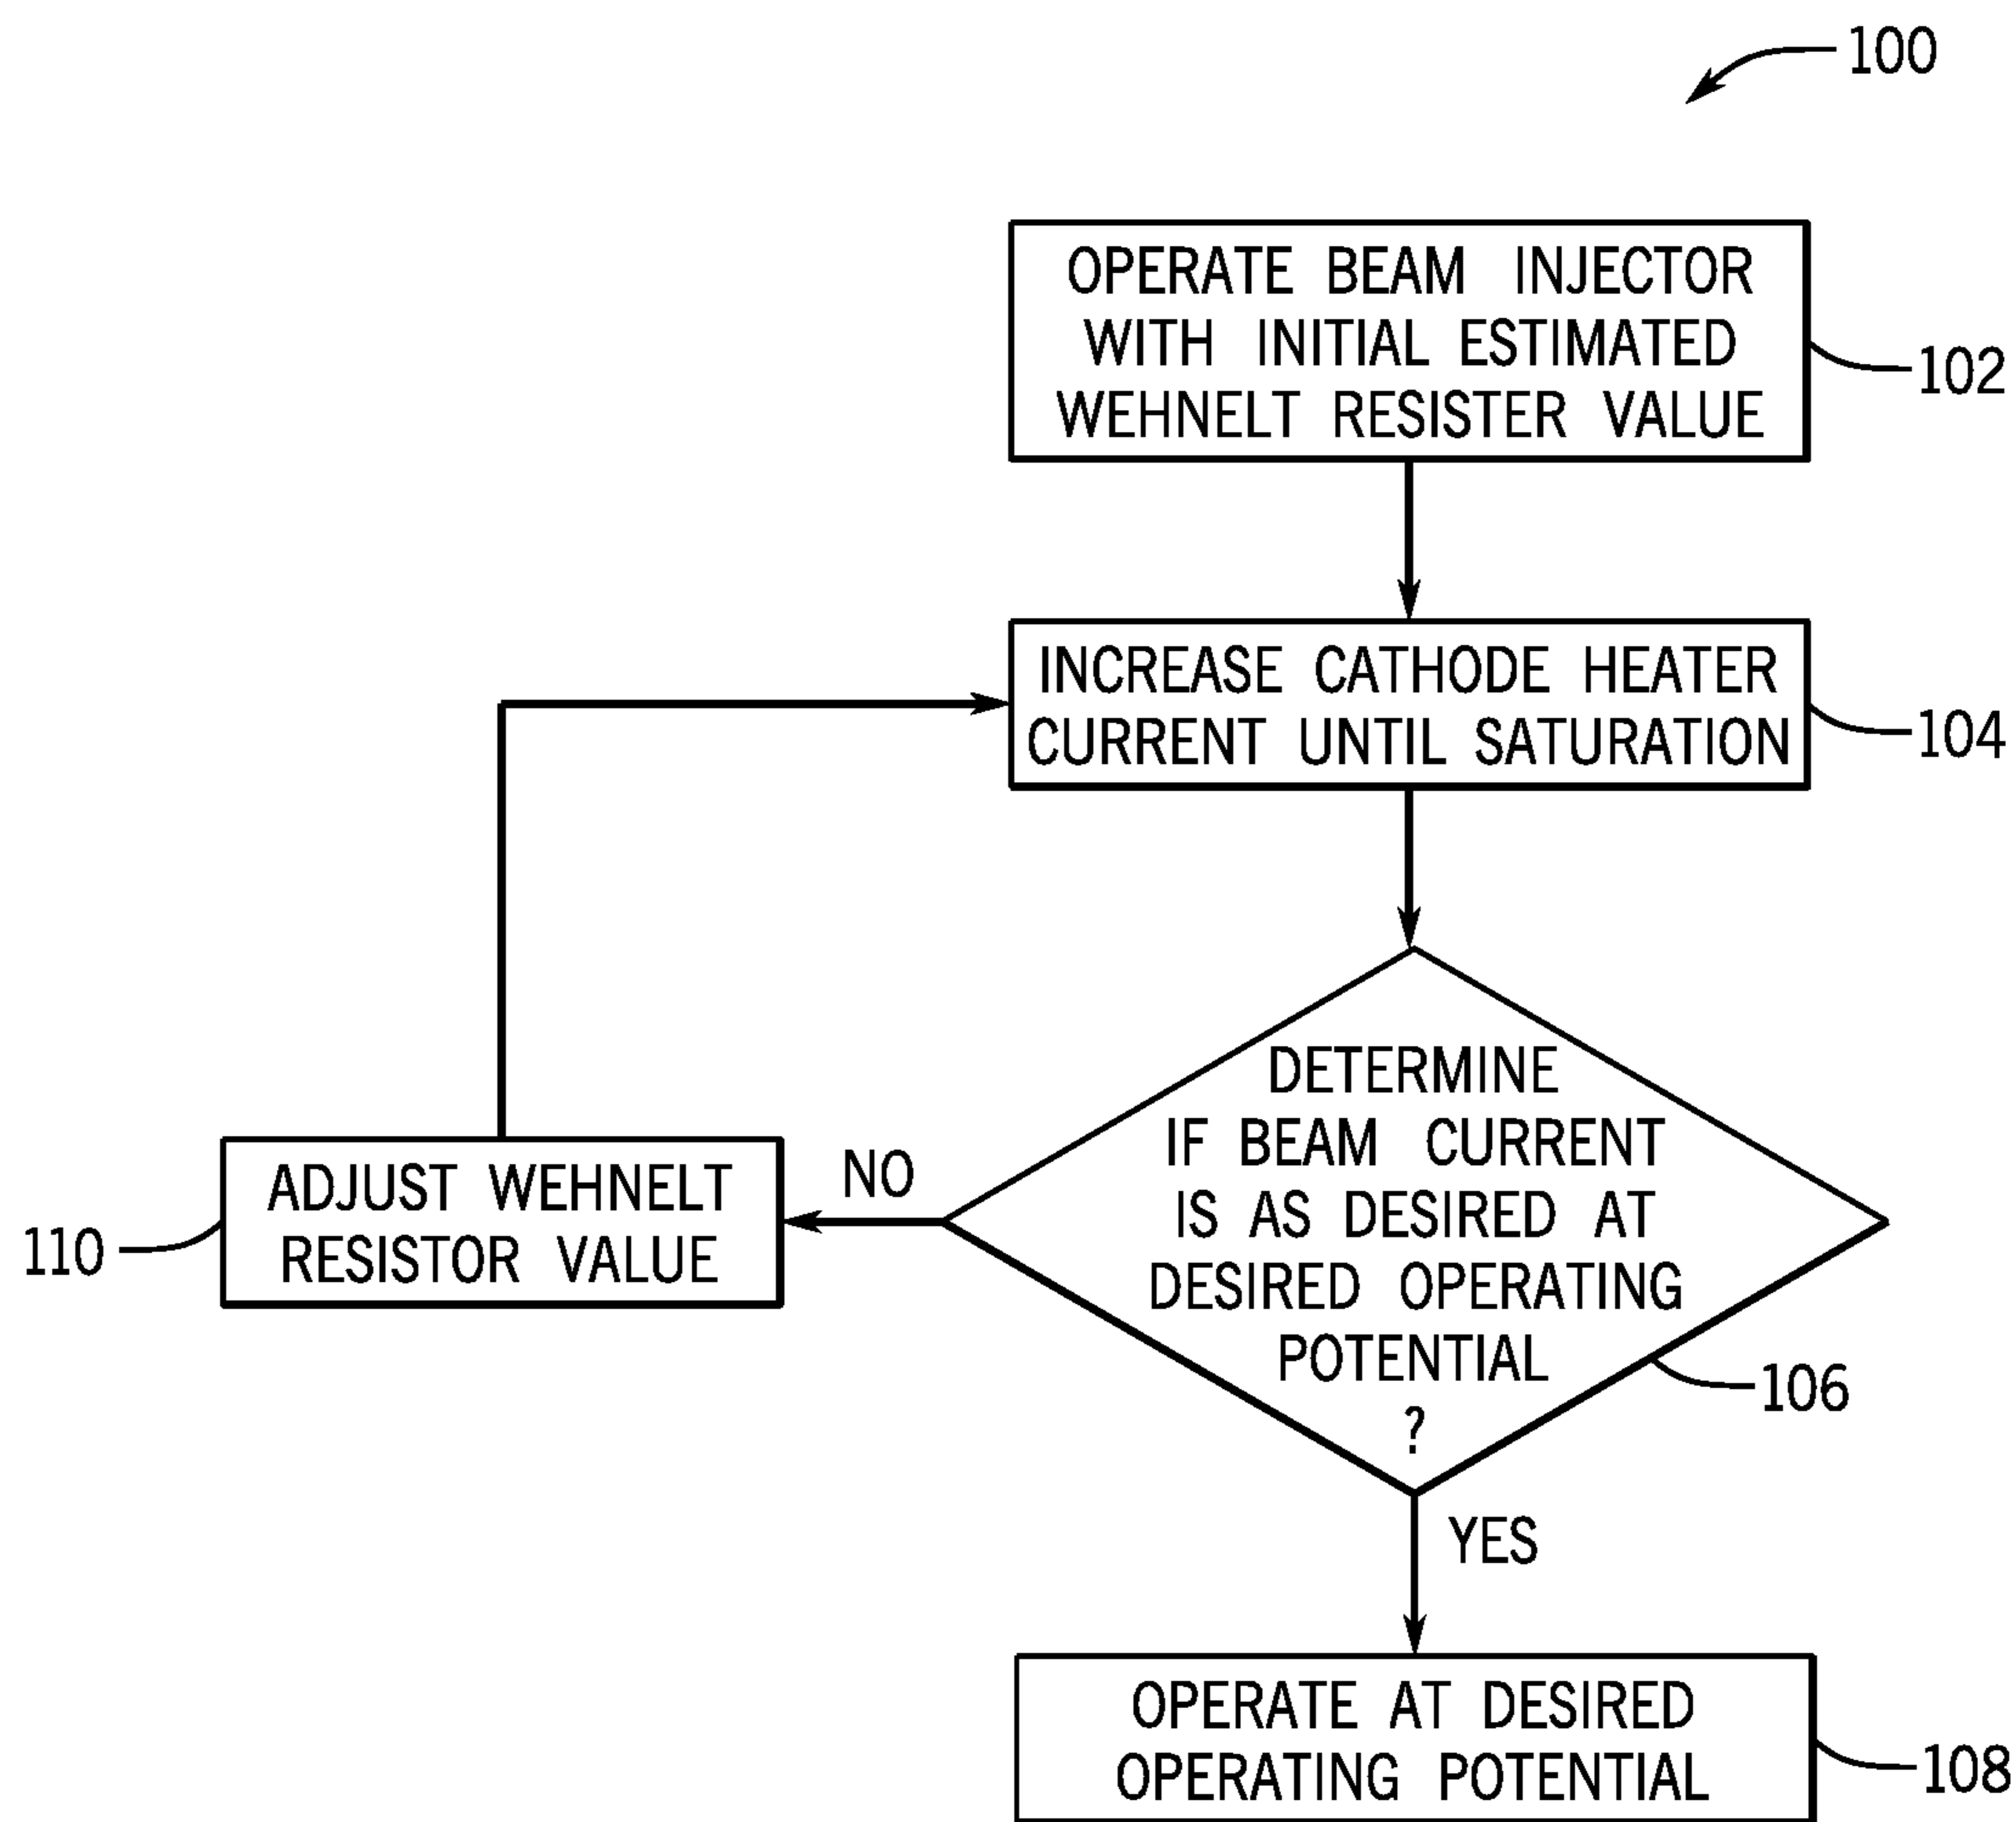 100
OPERATE BEAM INJECTOR
WITH INITIAL ESTIMATED
WEHNELT RESISTER VALUE
102
INCREASE CATHODE HEATER
CURRENT UNTIL SATURATION
104
DETERMINE
IF BEAM CURRENT
IS AS DESIRED AT
DESIRED OPERATING
POTENTIAL
?
106
NO
ADJUST WEHNELT
RESISTOR VALUE
110
YES
OPERATE AT DESIRED
OPERATING POTENTIAL
108